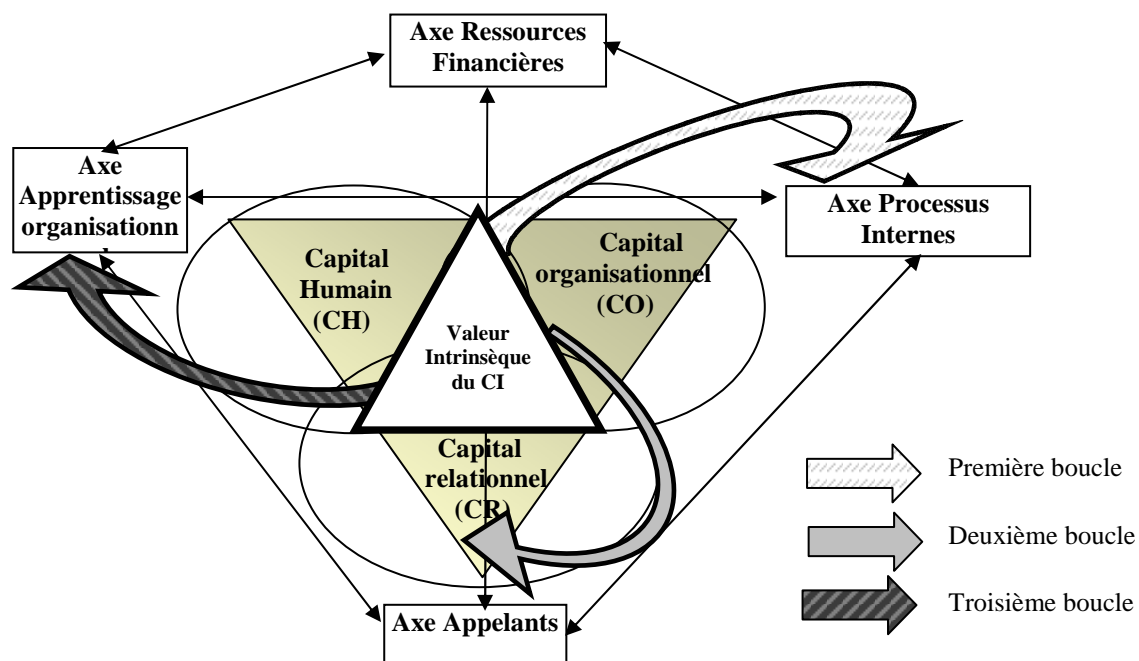 Axe Ressources
Financières
Axe
Apprentissage
organisationn
Axe Processus
Internes
Capital
Humain
(CH)
Capital
organisationnel
(CO)
Valeur
Intrinsèque
du CI
Capital
relationnel
(CR)
Axe Appelants
Première boucle
Deuxième boucle
Troisième boucle